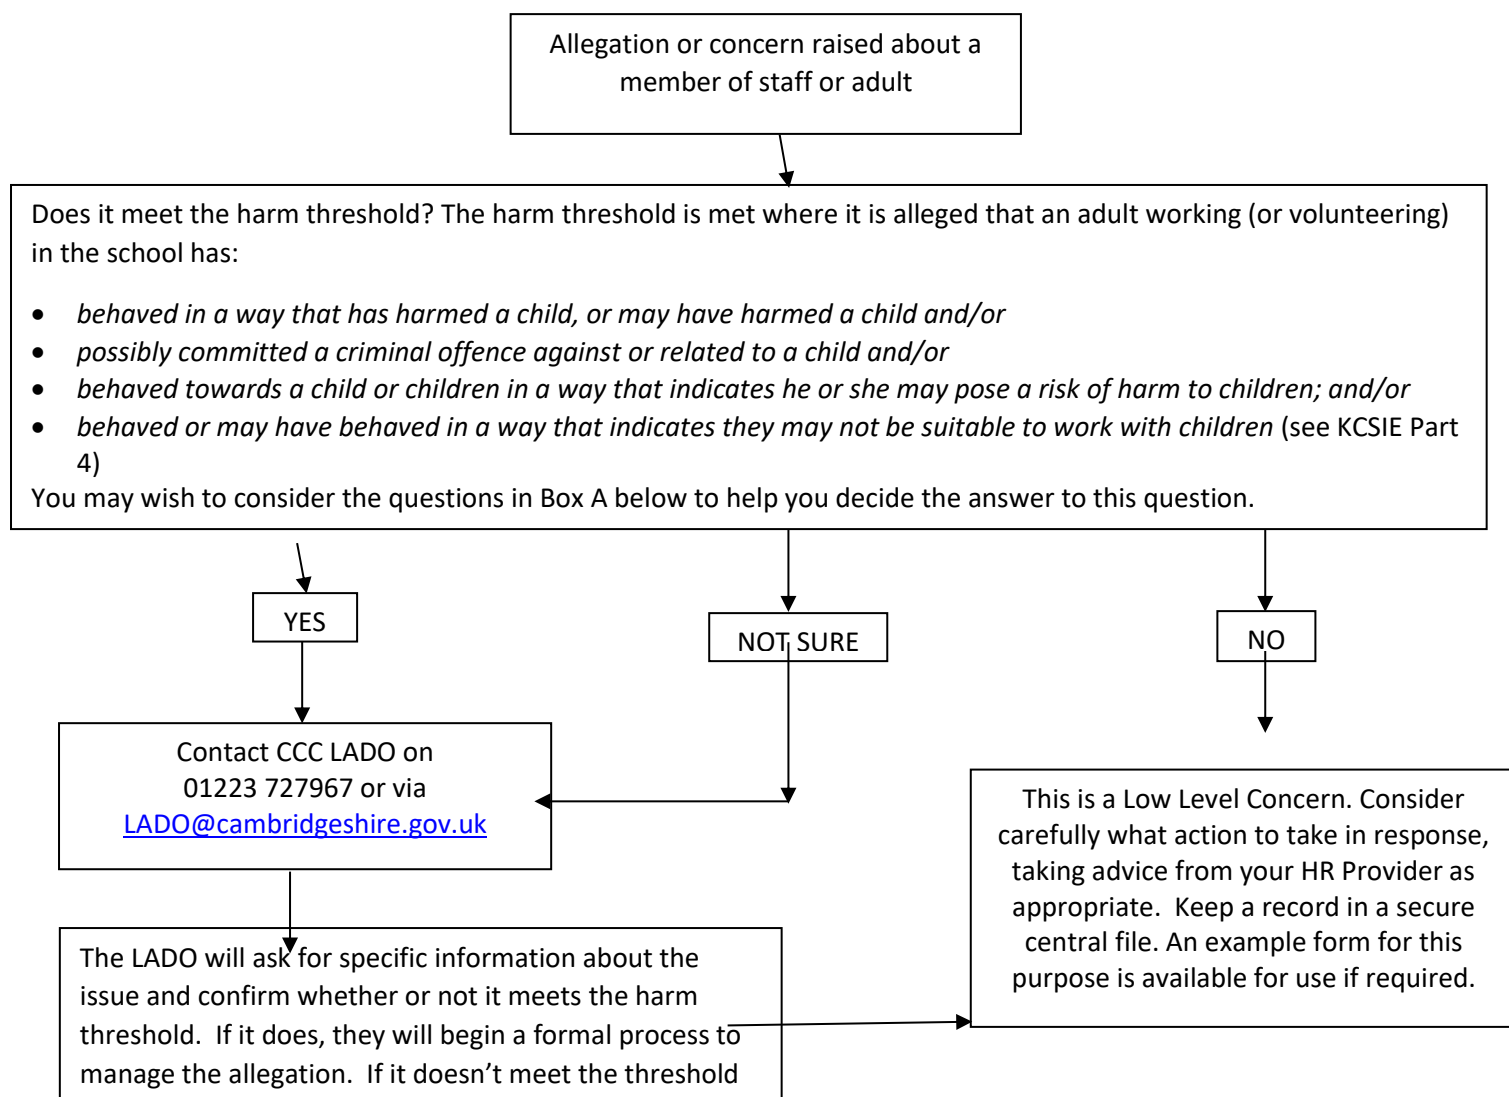 Allegation or concern raised about a
member of staff or adult
Does it meet the harm threshold? The harm threshold is met where it is alleged that an adult working (or volunteering)
in the school has:
• behaved in a way that has harmed a child, or may have harmed a child and/or
• possibly committed a criminal offence against or related to a child and/or
• behaved towards a child or children in a way that indicates he or she may pose a risk of harm to children; and/or
• behaved or may have behaved in a way that indicates they may not be suitable to work with children (see KCSIE Part
4)
You may wish to consider the questions in Box A below to help you decide the answer to this question.
YES
NOT SURE
NO
Contact CCC LADO on
01223 727967 or via
LADO@cambridgeshire.gov.uk
This is a Low Level Concern. Consider
carefully what action to take in response,
taking advice from your HR Provider as
appropriate.  Keep a record in a secure
central file. An example form for this
purpose is available for use if required.
The LADO will ask for specific information about the
issue and confirm whether or not it meets the harm
threshold.  If it does, they will begin a formal process to
manage the allegation.  If it doesn’t meet the threshold